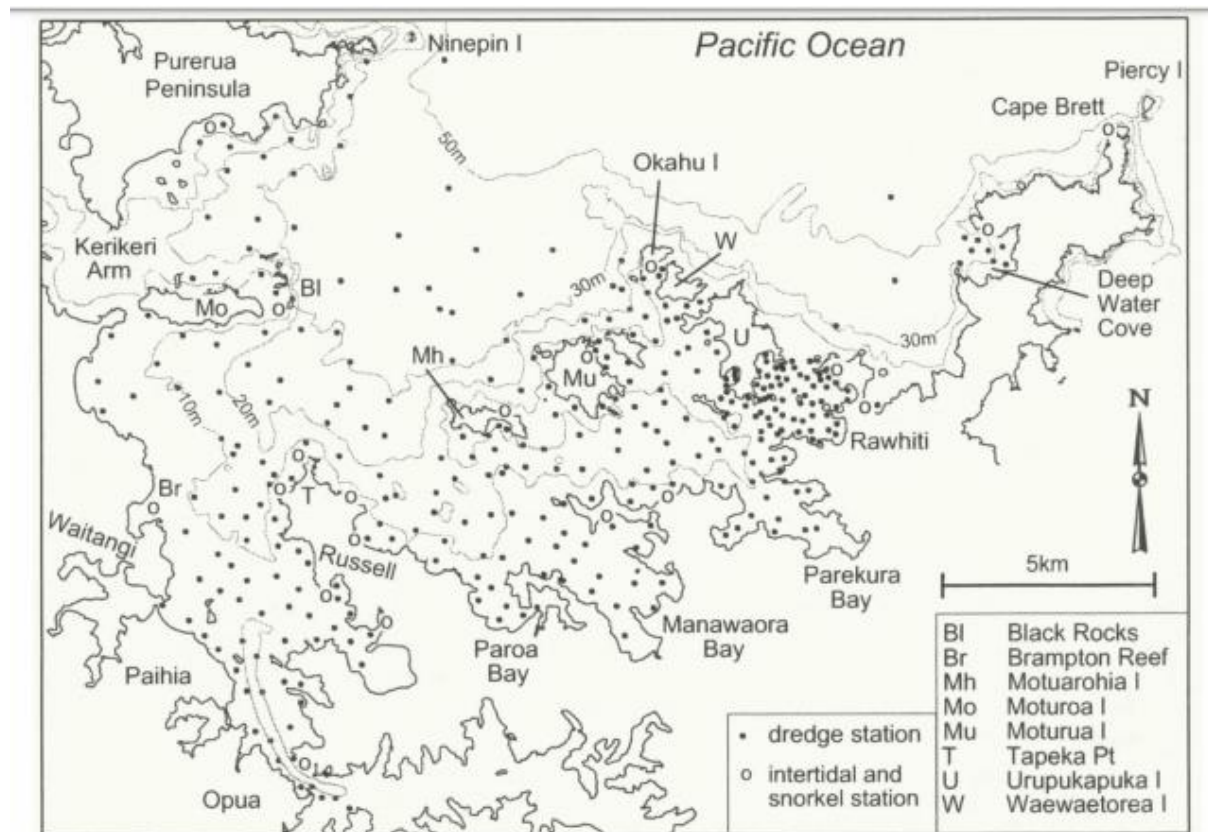 Ninepin I
Pacific Ocean
Purerua
Peninsula
Piercy I
Cape Brett
50m
Okahu I
W
Kerikeri
Arm
Mo
Bl
30m
U
Deep
Water
Cove
30m
Mh
Mu
10m
20m
N
Rawhiti
Br
T
Waitangi
Russell
5km
Parekura
Bay
Manawaora
Bay
Paroa
Bay
Paihia
Opua
dredge station
intertidal and
snorkel station
Bl Black Rocks
Br Brampton Reef
Mh Motuarohia I
Mo Moturoa I
Mu Moturua I
T Tapeka Pt
U Urupukapuka I
W Waewaetorea I